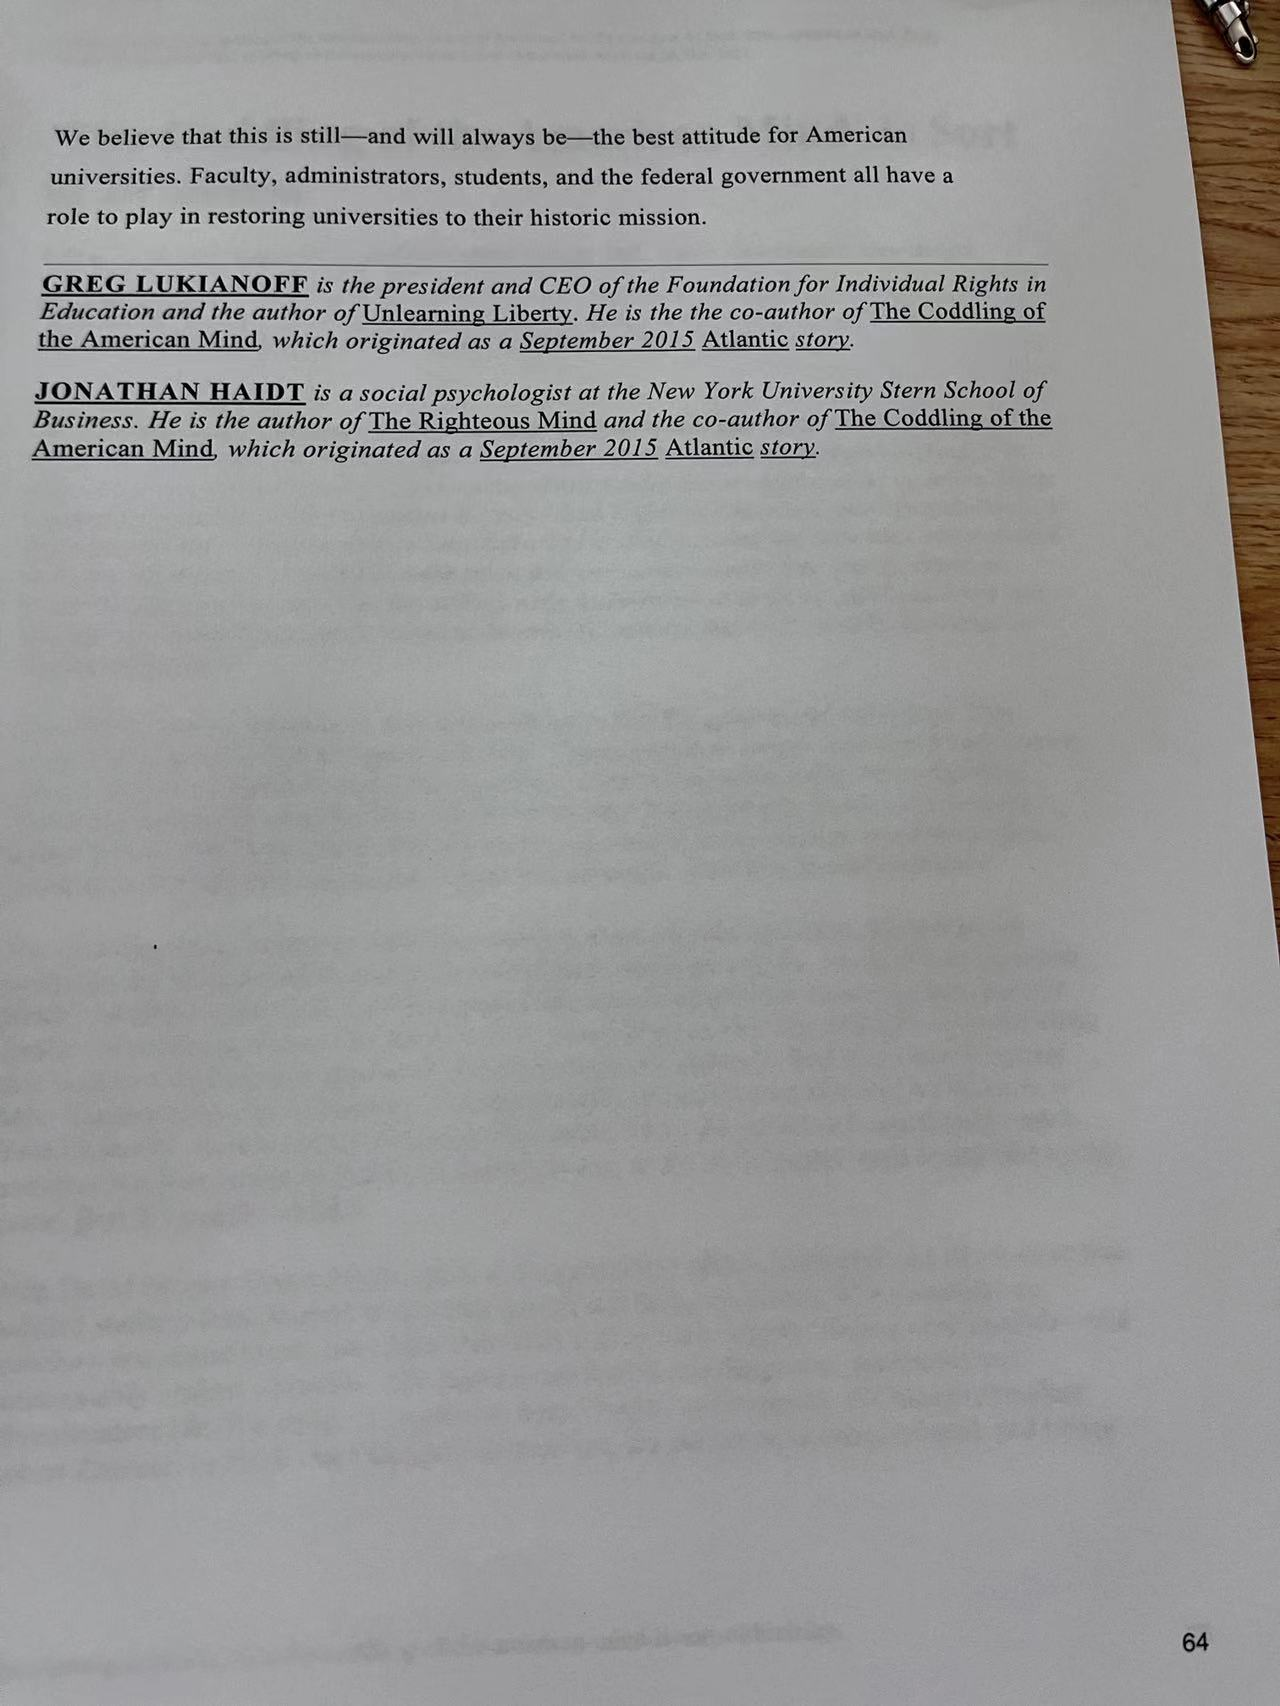 We believe that this is still—and will always be—the best attitude for American
universities. Faculty, administrators, students, and the federal government all have a
role to play in restoring universities to their historic mission.
GREG LUKIANOFF is the president and CEO of the Foundation for Individual Rights in
Education and the author of Unlearning Liberty. He is the the co-author of The Coddling of
the American Mind, which originated as a September 2015 Atlantic story.
JONATHAN HAIDT is a social psychologist at the New York University Stern School of
Business. He is the author of The Righteous Mind and the co-author of The Coddling of the
American Mind, which originated as a September 2015 Atlantic story.
64